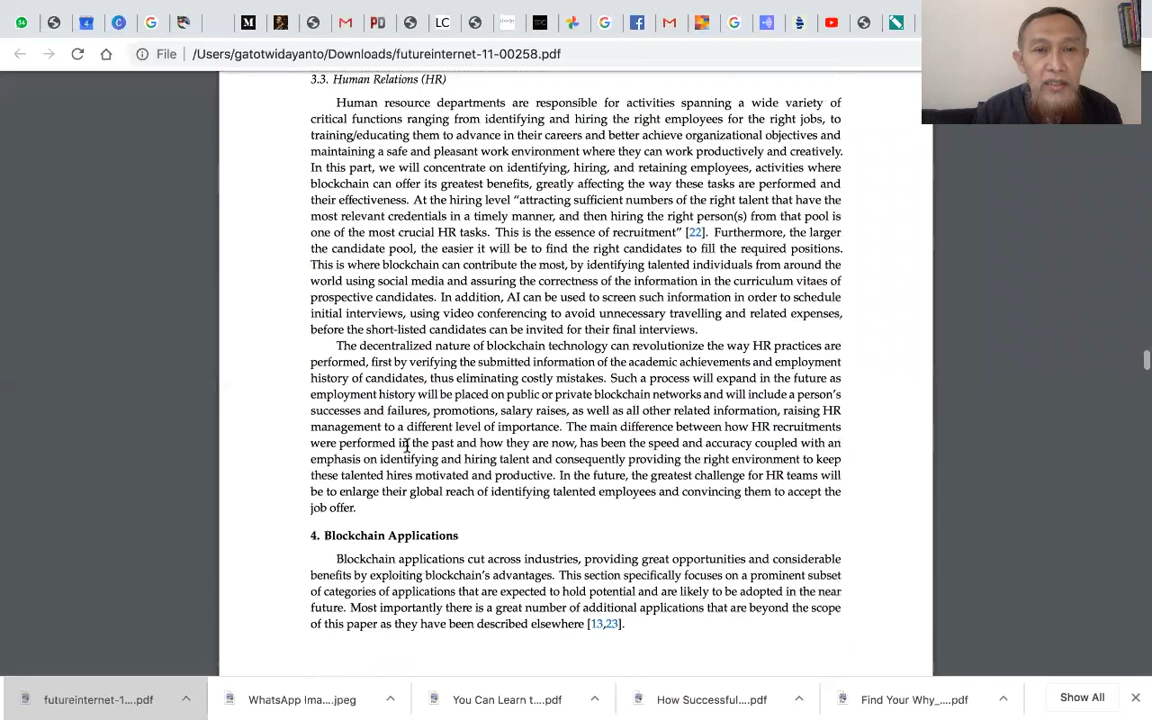 M
PD
LC
File
/Users/gatotwidayanto/Downloads/futureinternet-11-00258.pdf
3.3. Human Relations (HR)
Human resource departments are responsible for activities spanning a wide variety of
critical functions ranging from identifying and hiring the right employees for the right jobs, to
training/educating them to advance in their careers and better achieve organizational objectives and
maintaining a safe and pleasant work environment where they can work productively and creatively.
In this part, we will concentrate on identifying, hiring, and retaining employees, activities where
blockchain can offer its greatest benefits, greatly affecting the way these tasks are performed and
their effectiveness. At the hiring level “attracting sufficient numbers of the right talent that have the
most relevant credentials in a timely manner, and then hiring the right person(s) from that pool is
one of the most crucial HR tasks. This is the essence of recruitment” [22]. Furthermore, the larger
the candidate pool, the easier it will be to find the right candidates to fill the required positions.
This is where blockchain can contribute the most, by identifying talented individuals from around the
world using social media and assuring the correctness of the information in the curriculum vitaes of
prospective candidates. In addition, AI can be used to screen such information in order to schedule
initial interviews, using video conferencing to avoid unnecessary travelling and related expenses,
before the short-listed candidates can be invited for their final interviews.
The decentralized nature of blockchain technology can revolutionize the way HR practices are
performed, first by verifying the submitted information of the academic achievements and employment
history of candidates, thus eliminating costly mistakes. Such a process will expand in the future as
employment history will be placed on public or private blockchain networks and will include a person’s
successes and failures, promotions, salary raises, as well as all other related information, raising HR
management to a different level of importance. The main difference between how HR recruitments
were performed in the past and how they are now, has been the speed and accuracy coupled with an
emphasis on identifying and hiring talent and consequently providing the right environment to keep
these talented hires motivated and productive. In the future, the greatest challenge for HR teams will
be to enlarge their global reach of identifying talented employees and convincing them to accept the
job offer.
4. Blockchain Applications
Blockchain applications cut across industries, providing great opportunities and considerable
benefits by exploiting blockchain’s advantages. This section specifically focuses on a prominent subset
of categories of applications that are expected to hold potential and are likely to be adopted in the near
future. Most importantly there is a great number of additional applications that are beyond the scope
of this paper as they have been described elsewhere [13,23].
futureinternet-1....pdf
WhatsApp Ima....jpeg
You Can Learn t....pdf
How Successful....pdf
Find Your Why_....pdf
Show All